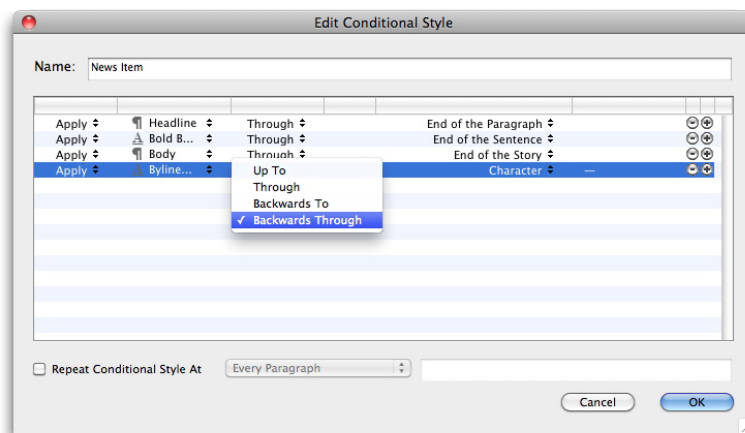 Edit Conditional Style
Name: News Item
Apply ¶ Headline Through End of the Paragraph
Apply A Bold B... Through End of the Sentence
Apply ¶ Body Through End of the Story
Apply A Byline... Character —
Up To
Through
Backwards To
✓ Backwards Through
Repeat Conditional Style At Every Paragraph
Cancel OK